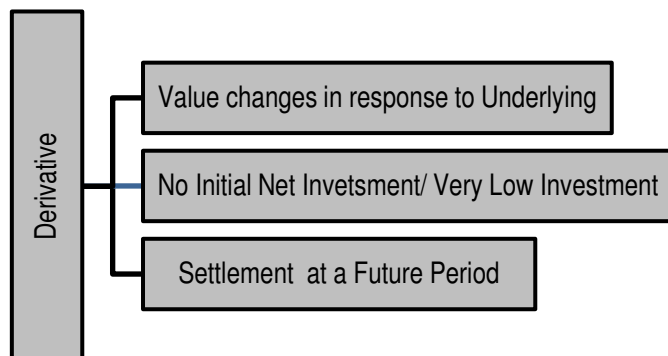 Derivative
Value changes in response to Underlying
No Initial Net Invetsment/ Very Low Investment
Settlement at a Future Period